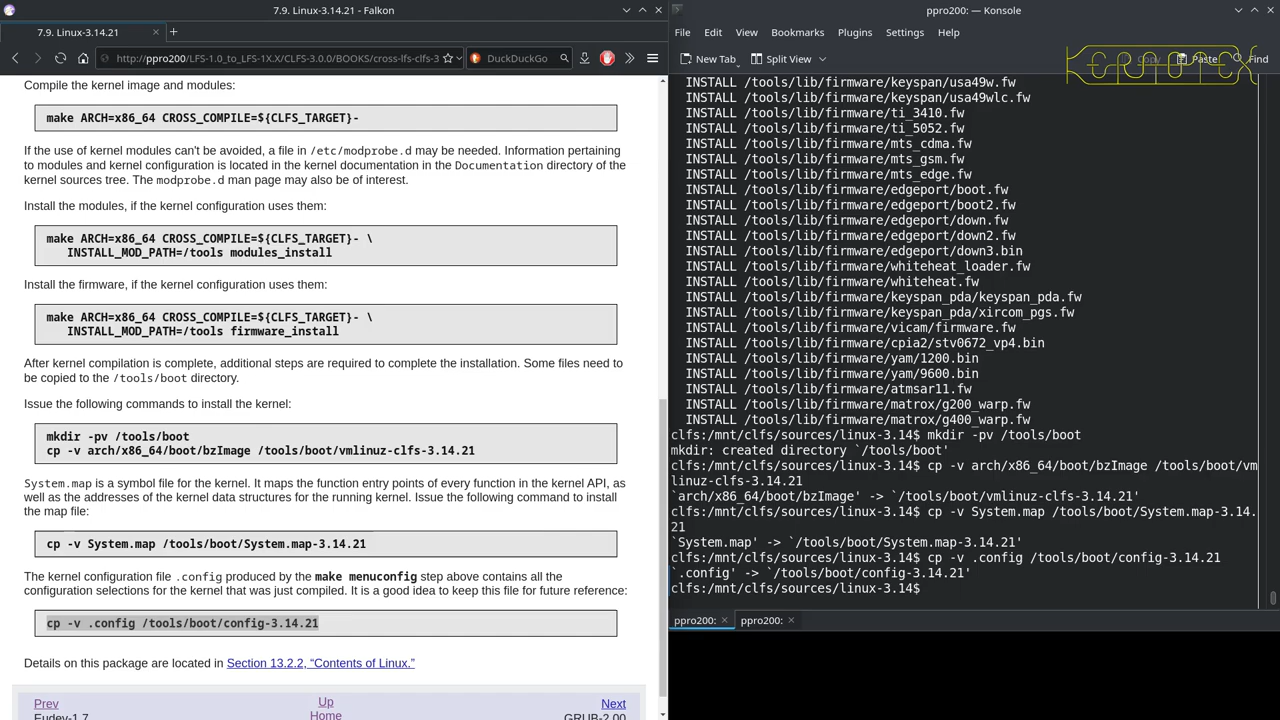 7.9. Linux-3.14.21 - Falkon
7.9. Linux-3.14.21
http://ppro200/LFS-1.0_to_LFS-1X.X/CLFS-3.0.0/BOOKS/cross-lfs-clfs-3
DuckDuckGo
Compile the kernel image and modules:
make ARCH=x86_64 CROSS_COMPILE=${CLFS_TARGET}-
If the use of kernel modules can't be avoided, a file in /etc/modprobe.d may be needed. Information pertaining
to modules and kernel configuration is located in the kernel documentation in the Documentation directory of the
kernel sources tree. The modprobe.d man page may also be of interest.
Install the modules, if the kernel configuration uses them:
make ARCH=x86_64 CROSS_COMPILE=${CLFS_TARGET}- \
INSTALL_MOD_PATH=/tools modules_install
Install the firmware, if the kernel configuration uses them:
make ARCH=x86_64 CROSS_COMPILE=${CLFS_TARGET}- \
INSTALL_MOD_PATH=/tools firmware_install
After kernel compilation is complete, additional steps are required to complete the installation. Some files need to
be copied to the /tools/boot directory.
Issue the following commands to install the kernel:
mkdir -pv /tools/boot
cp -v arch/x86_64/boot/bzImage /tools/boot/vmlinuz-clfs-3.14.21
System.map is a symbol file for the kernel. It maps the function entry points of every function in the kernel API, as
well as the addresses of the kernel data structures for the running kernel. Issue the following command to install
the map file:
cp -v System.map /tools/boot/System.map-3.14.21
The kernel configuration file .config produced by the make menuconfig step above contains all the
configuration selections for the kernel that was just compiled. It is a good idea to keep this file for future reference:
cp -v .config /tools/boot/config-3.14.21
Details on this package are located in Section 13.2.2, “Contents of Linux.”
Prev
Up
Next
Eudev-1.7
Home
GRUB-2.00
ppro200: — Konsole
File Edit View Bookmarks Plugins Settings Help
New Tab Split View Copy Paste Find
INSTALL /tools/lib/firmware/keyspan/usa49w.fw
INSTALL /tools/lib/firmware/keyspan/usa49wlc.fw
INSTALL /tools/lib/firmware/ti_3410.fw
INSTALL /tools/lib/firmware/ti_5052.fw
INSTALL /tools/lib/firmware/mts_cdma.fw
INSTALL /tools/lib/firmware/mts_gsm.fw
INSTALL /tools/lib/firmware/mts_edge.fw
INSTALL /tools/lib/firmware/edgeport/boot.fw
INSTALL /tools/lib/firmware/edgeport/boot2.fw
INSTALL /tools/lib/firmware/edgeport/down.fw
INSTALL /tools/lib/firmware/edgeport/down2.fw
INSTALL /tools/lib/firmware/edgeport/down3.bin
INSTALL /tools/lib/firmware/whiteheat_loader.fw
INSTALL /tools/lib/firmware/whiteheat.fw
INSTALL /tools/lib/firmware/keyspan_pda/keyspan_pda.fw
INSTALL /tools/lib/firmware/keyspan_pda/xircom_pgs.fw
INSTALL /tools/lib/firmware/vicam/firmware.fw
INSTALL /tools/lib/firmware/cpia2/stv0672_vp4.bin
INSTALL /tools/lib/firmware/yam/1200.bin
INSTALL /tools/lib/firmware/yam/9600.bin
INSTALL /tools/lib/firmware/atmsar11.fw
INSTALL /tools/lib/firmware/matrox/g200_warp.fw
INSTALL /tools/lib/firmware/matrox/g400_warp.fw
clfs:/mnt/clfs/sources/linux-3.14$ mkdir -pv /tools/boot
mkdir: created directory `/tools/boot'
clfs:/mnt/clfs/sources/linux-3.14$ cp -v arch/x86_64/boot/bzImage /tools/boot/vm
linuz-clfs-3.14.21
`arch/x86_64/boot/bzImage' -> `/tools/boot/vmlinuz-clfs-3.14.21'
clfs:/mnt/clfs/sources/linux-3.14$ cp -v System.map /tools/boot/System.map-3.14.
21
`System.map' -> `/tools/boot/System.map-3.14.21'
clfs:/mnt/clfs/sources/linux-3.14$ cp -v .config /tools/boot/config-3.14.21
`.config' -> `/tools/boot/config-3.14.21'
clfs:/mnt/clfs/sources/linux-3.14$
ppro200: ppro200: